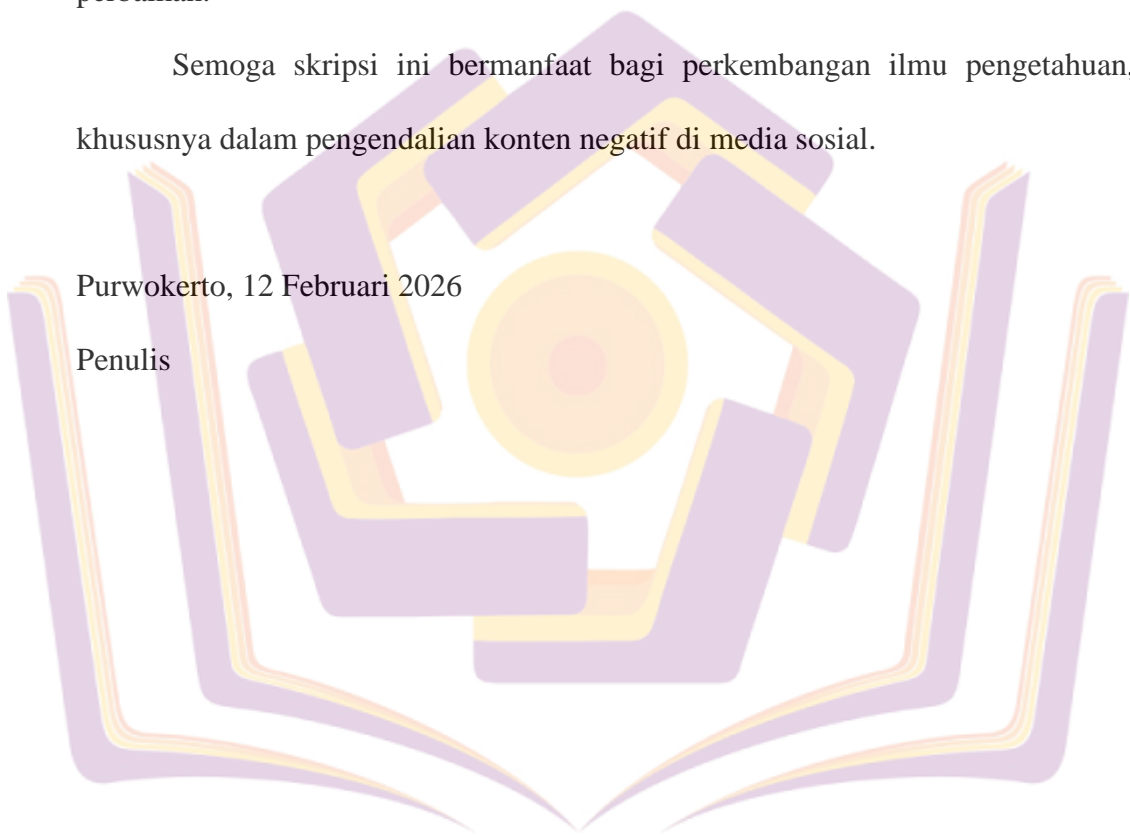 Semoga skripsi ini bermanfaat bagi perkembangan ilmu pengetahuan,
khususnya dalam pengendalian konten negatif di media sosial.
Purwokerto, 12 Februari 2026
Penulis